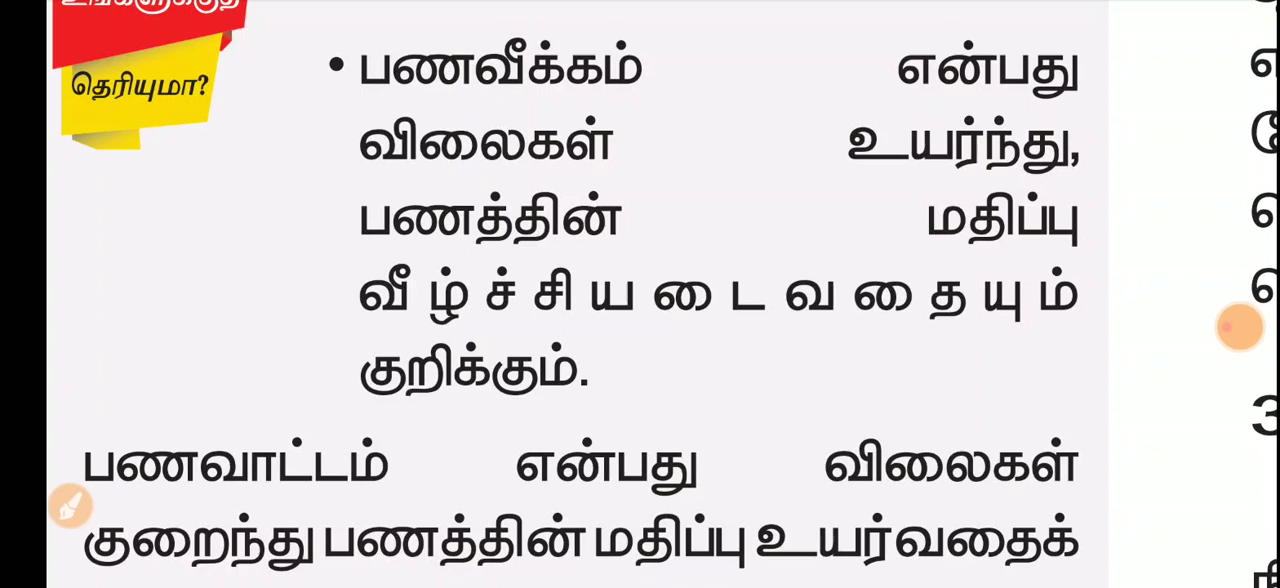 தெரியுமா?
• பணவீக்கம் என்பது
விலைகள் உயர்ந்து,
பணத்தின் மதிப்பு
வீழ்ச்சியடைவதையும்
குறிக்கும்.
பணவாட்டம் என்பது விலைகள்
குறைந்து பணத்தின் மதிப்பு உயர்வதைக்